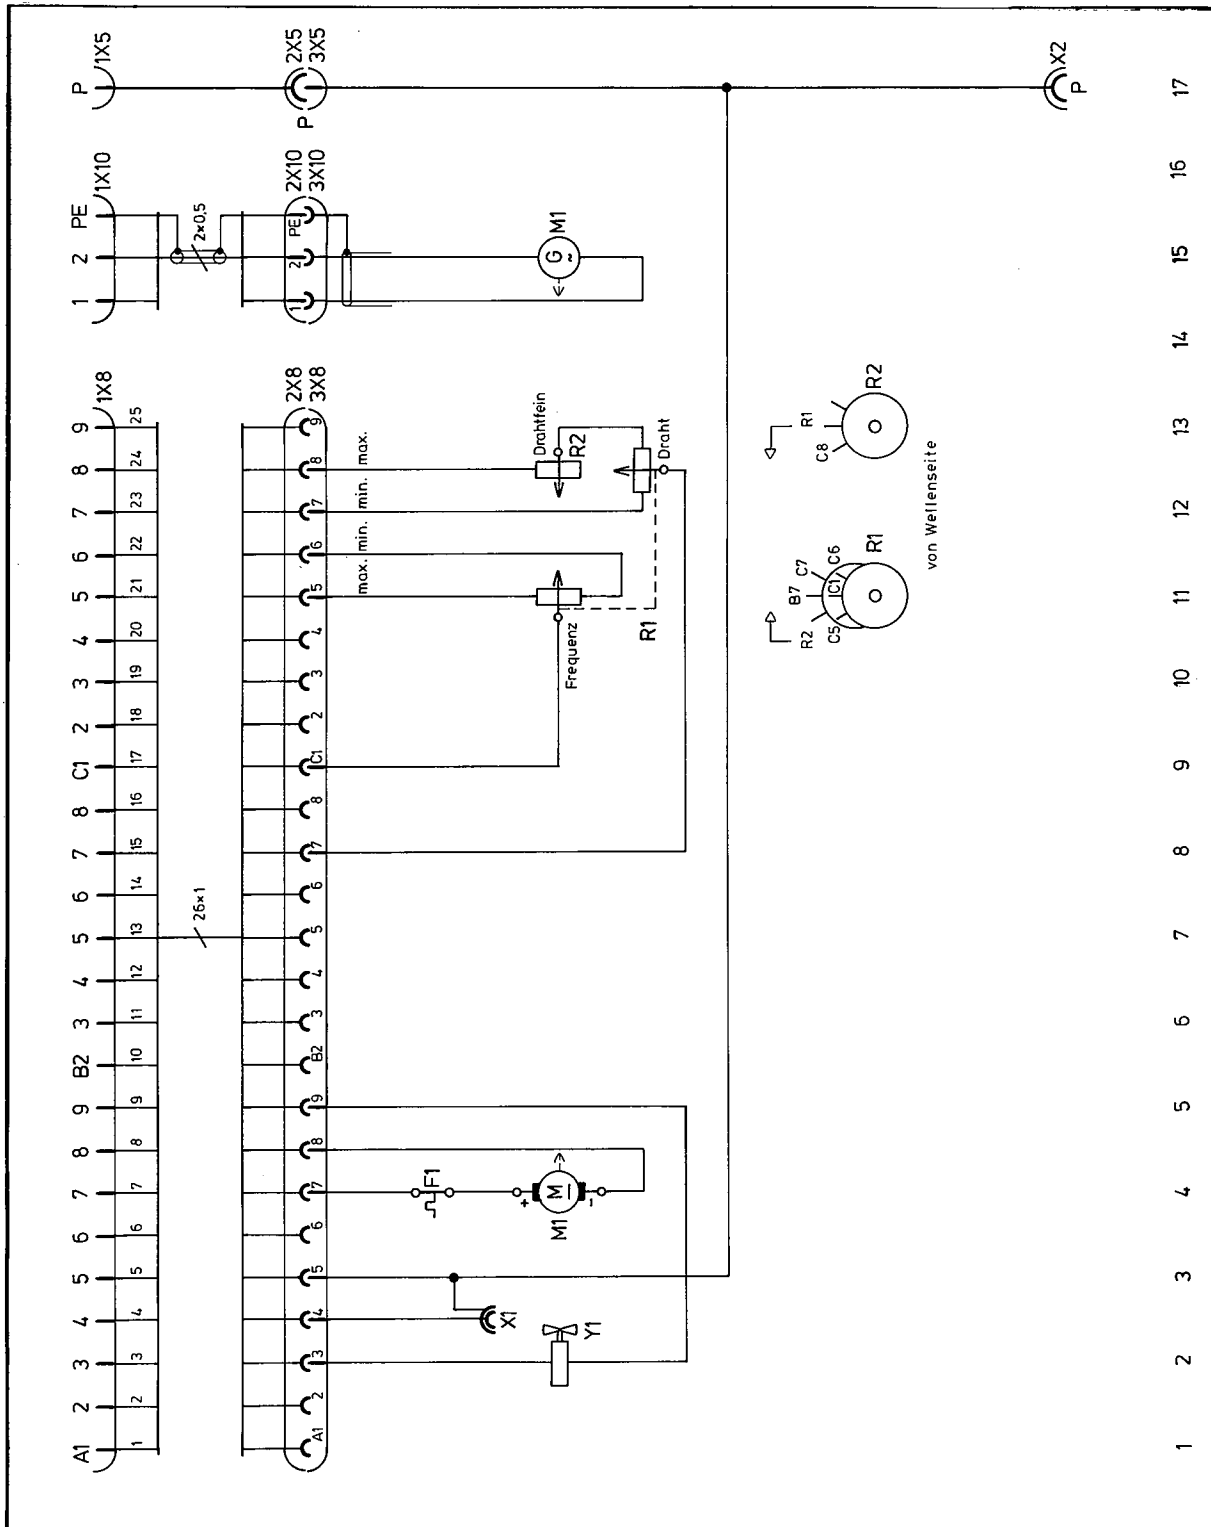 A1 2 3 4 5 6 7 8 9 B2 3 4 5 6 7 8 C1 2 3 4 5 6 7 8 9 1X8
1 2 3 4 5 6 7 8 9 10 11 12 13 14 15 16 17 18 19 20 21 22 23 24 25
1 2 PE 1X10
P 1X5
26×1
2×0,5
2X8
3X8
A1 2 3 4 5 6 7 8 9 B2 3 4 5 6 7 8 C1 2 3 4 5 6 7 8 9
2X10
3X10
1 2 PE
2X5
3X5
P
max. min. min. max.
F1
X1
+
M
M1
-
Y1
Frequenz
R1
Drahtfein
R2
Draht
G
~
M1
R2 B7 C7
C5 C1 C6
R1
C8 R1
R2
von Wellenseite
X2
P
1 2 3 4 5 6 7 8 9 10 11 12 13 14 15 16 17